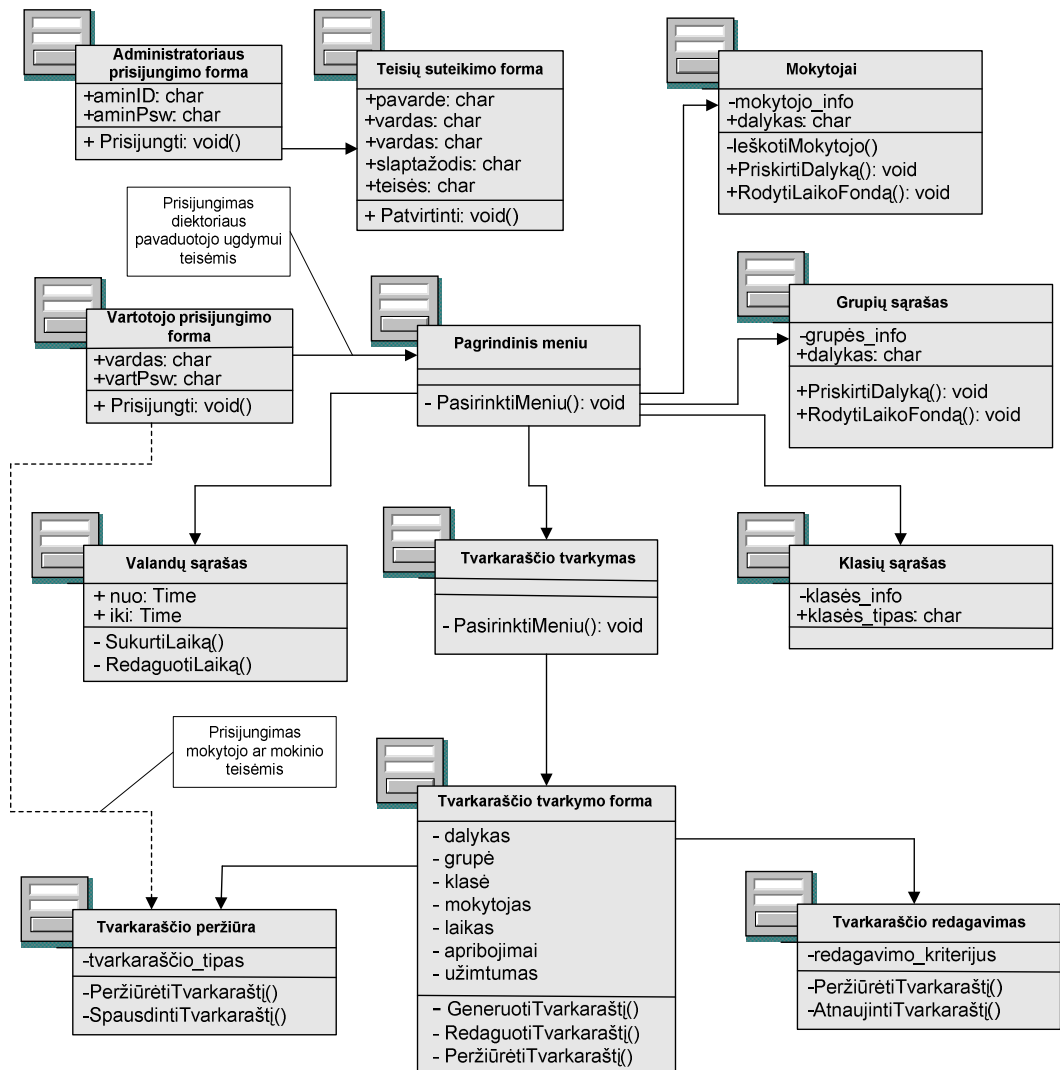 Administratoriaus
prisijungimo forma
+aminID: char
+aminPsw: char
+ Prisijungti: void()
Teisių suteikimo forma
+pavarde: char
+vardas: char
+vardas: char
+slaptažodis: char
+teisės: char
+ Patvirtinti: void()
Mokytojai
-mokytojo_info
+dalykas: char
-IeškotiMokytojo()
+PriskirtiDalyką(): void
+RodytiLaikoFondą(): void
Prisijungimas
diektoriaus
pavaduotojo ugdymui
teisėmis
Vartotojo prisijungimo
forma
+vardas: char
+vartPsw: char
+ Prisijungti: void()
Pagrindinis meniu
- PasirinktiMeniu(): void
Grupių sąrašas
-grupės_info
+dalykas: char
+PriskirtiDalyką(): void
+RodytiLaikoFondą(): void
Valandų sąrašas
+ nuo: Time
+ iki: Time
- SukurtiLaiką()
- RedaguotiLaiką()
Tvarkaraščio tvarkymas
- PasirinktiMeniu(): void
Klasių sąrašas
-klasės_info
+klasės_tipas: char
Prisijungimas
mokytojo ar mokinio
teisėmis
Tvarkaraščio tvarkymo forma
- dalykas
- grupė
- klasė
- mokytojas
- laikas
- apribojimai
- užimtumas
- GeneruotiTvarkaraštį()
- RedaguotiTvarkaraštį()
- PeržiūrėtiTvarkaraštį()
Tvarkaraščio peržiūra
-tvarkaraščio_tipas
-PeržiūrėtiTvarkaraštį()
-SpausdintiTvarkaraštį()
Tvarkaraščio redagavimas
-redagavimo_kriterijus
-PeržiūrėtiTvarkaraštį()
-AtnaujintiTvarkaraštį()